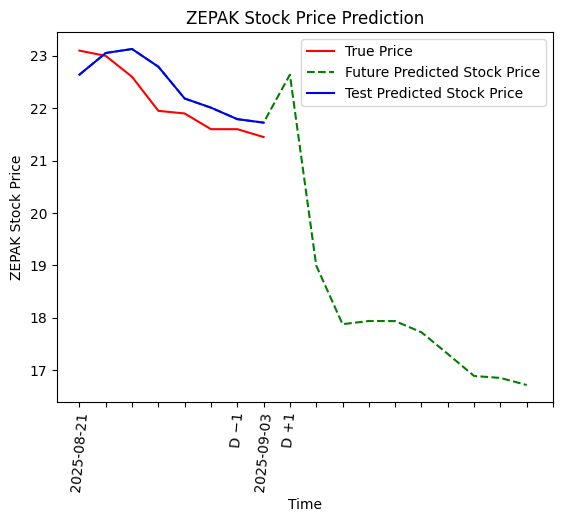 ZEPAK Stock Price Prediction
True Price
Future Predicted Stock Price
Test Predicted Stock Price
ZEPAK Stock Price
23
22
21
20
19
18
17
2025-08-21
D −1
2025-09-03
D +1
Time